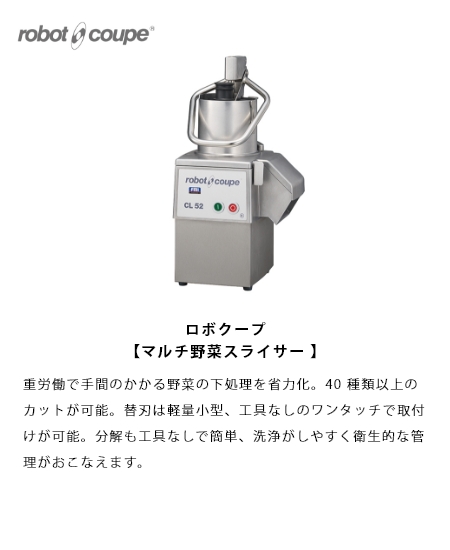 robot coupe®
robot coupe
FMI
CL 52
ロボクープ
【マルチ野菜スライサー 】
重労働で手間のかかる野菜の下処理を省力化。40 種類以上の
カットが可能。替刃は軽量小型、工具なしのワンタッチで取付
けが可能。分解も工具なしで簡単、洗浄がしやすく衛生的な管
理がおこなえます。